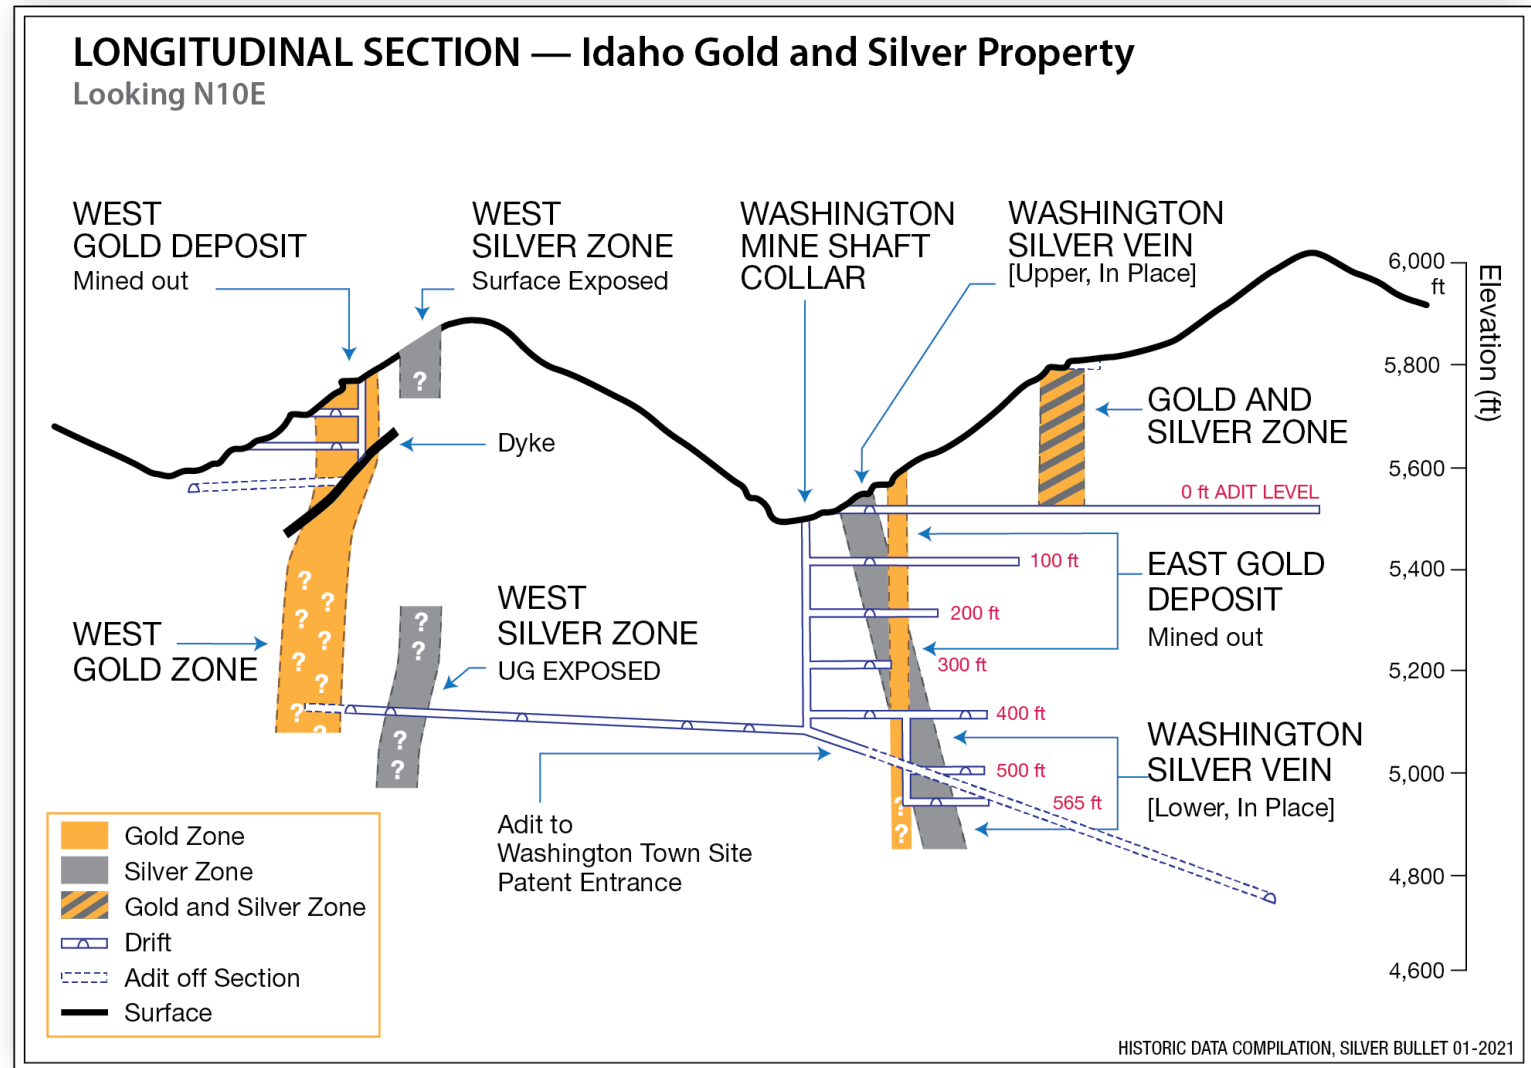 LONGITUDINAL SECTION — Idaho Gold and Silver Property
Looking N10E
WEST
GOLD DEPOSIT
Mined out
WEST
SILVER ZONE
Surface Exposed
WASHINGTON
MINE SHAFT
COLLAR
WASHINGTON
SILVER VEIN
[Upper, In Place]
6,000
ft
5,800
5,600
5,400
5,200
5,000
4,800
4,600
Elevation (ft)
?
Dyke
GOLD AND
SILVER ZONE
0 ft ADIT LEVEL
100 ft
200 ft
300 ft
400 ft
500 ft
565 ft
EAST GOLD
DEPOSIT
Mined out
WEST
GOLD ZONE
?
?
?
?
?
?
?
?
WEST
SILVER ZONE
UG EXPOSED
?
?
?
?
WASHINGTON
SILVER VEIN
[Lower, In Place]
?
?
Adit to
Washington Town Site
Patent Entrance
Gold Zone
Silver Zone
Gold and Silver Zone
Drift
Adit off Section
Surface
HISTORIC DATA COMPILATION, SILVER BULLET 01-2021